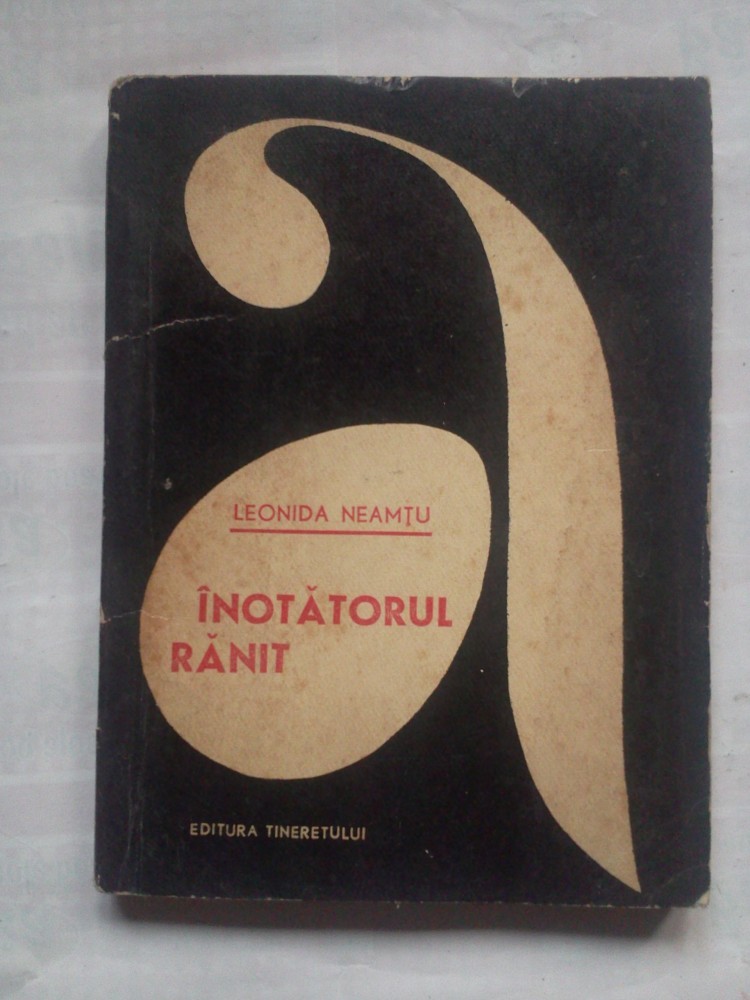 LEONIDA NEAMȚU
ÎNOTĂTORUL
RĂNIT
EDITURA TINERETULUI